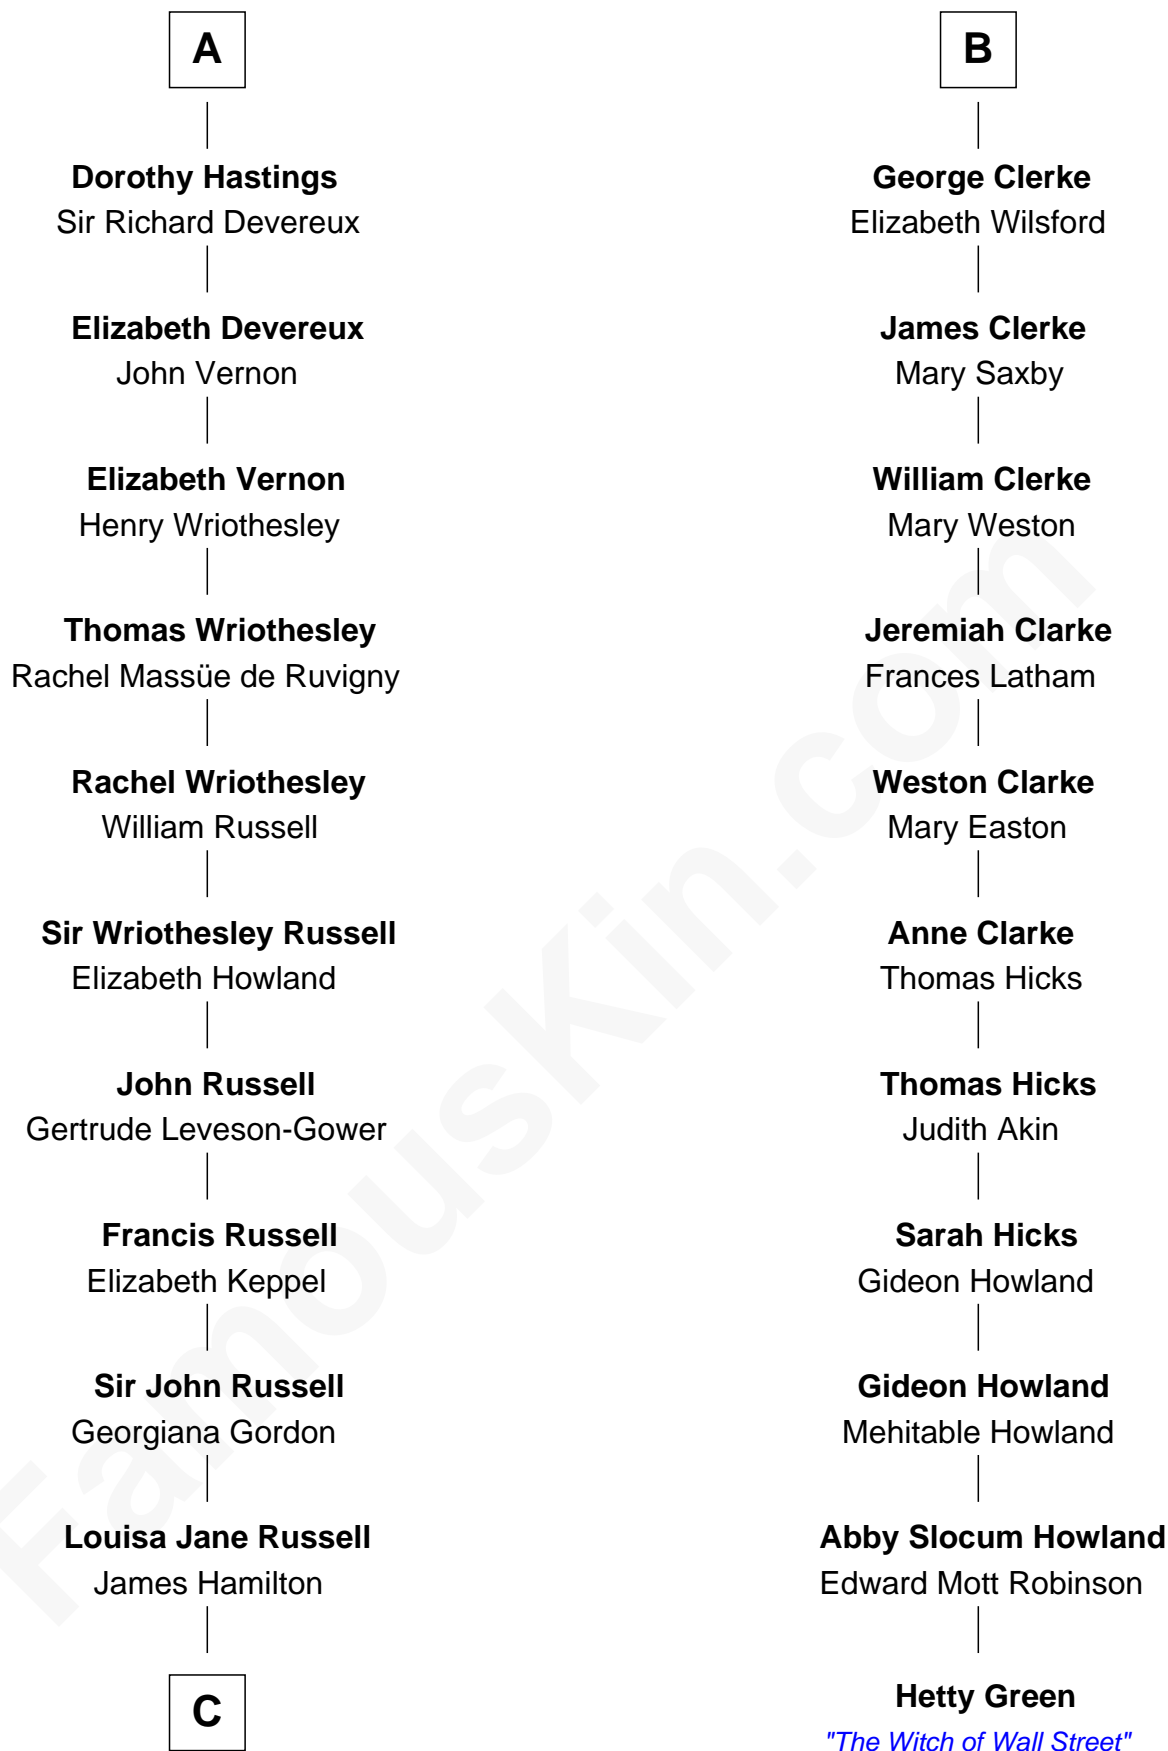 A
Dorothy Hastings
Sir Richard Devereux
Elizabeth Devereux
John Vernon
Elizabeth Vernon
Henry Wriothesley
Thomas Wriothesley
Rachel Massüe de Ruvigny
Rachel Wriothesley
William Russell
Sir Wriothesley Russell
Elizabeth Howland
John Russell
Gertrude Leveson-Gower
Francis Russell
Elizabeth Keppel
Sir John Russell
Georgiana Gordon
Louisa Jane Russell
James Hamilton
C
B
George Clerke
Elizabeth Wilsford
James Clerke
Mary Saxby
William Clerke
Mary Weston
Jeremiah Clarke
Frances Latham
Weston Clarke
Mary Easton
Anne Clarke
Thomas Hicks
Thomas Hicks
Judith Akin
Sarah Hicks
Gideon Howland
Gideon Howland
Mehitable Howland
Abby Slocum Howland
Edward Mott Robinson
Hetty Green
"The Witch of Wall Street"
FamousKin.com